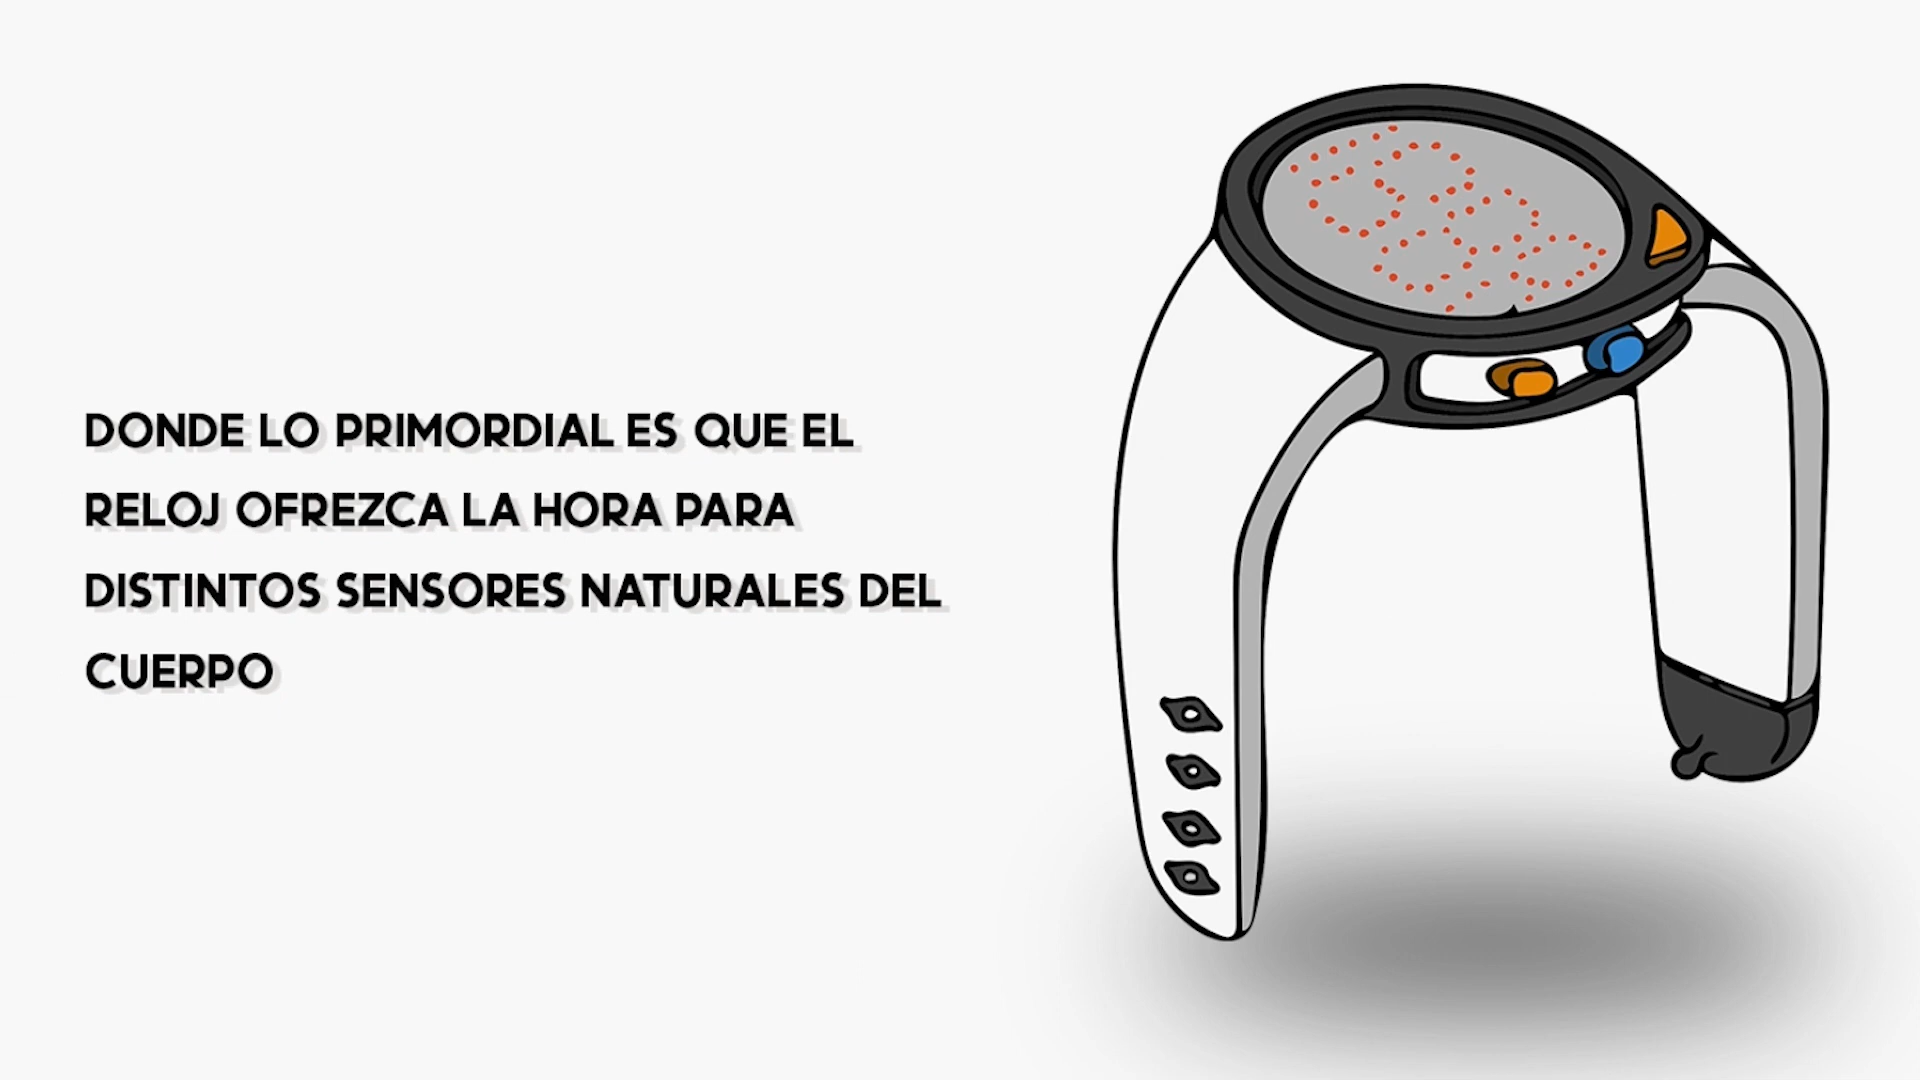 DONDE LO PRIMORDIAL ES QUE EL
RELOJ OFREZCA LA HORA PARA
DISTINTOS SENSORES NATURALES DEL
CUERPO